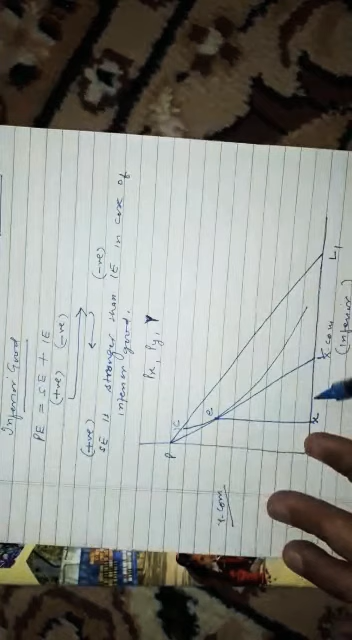 Inferior Good
PE = SE + IE
(+ve) (-ve)
(+ve) (-ve)
SE is stronger than IE in case of
inferior good.
Px, Py, Y
P
C
e
Y-com
x
L
L1
X com
(inferior)